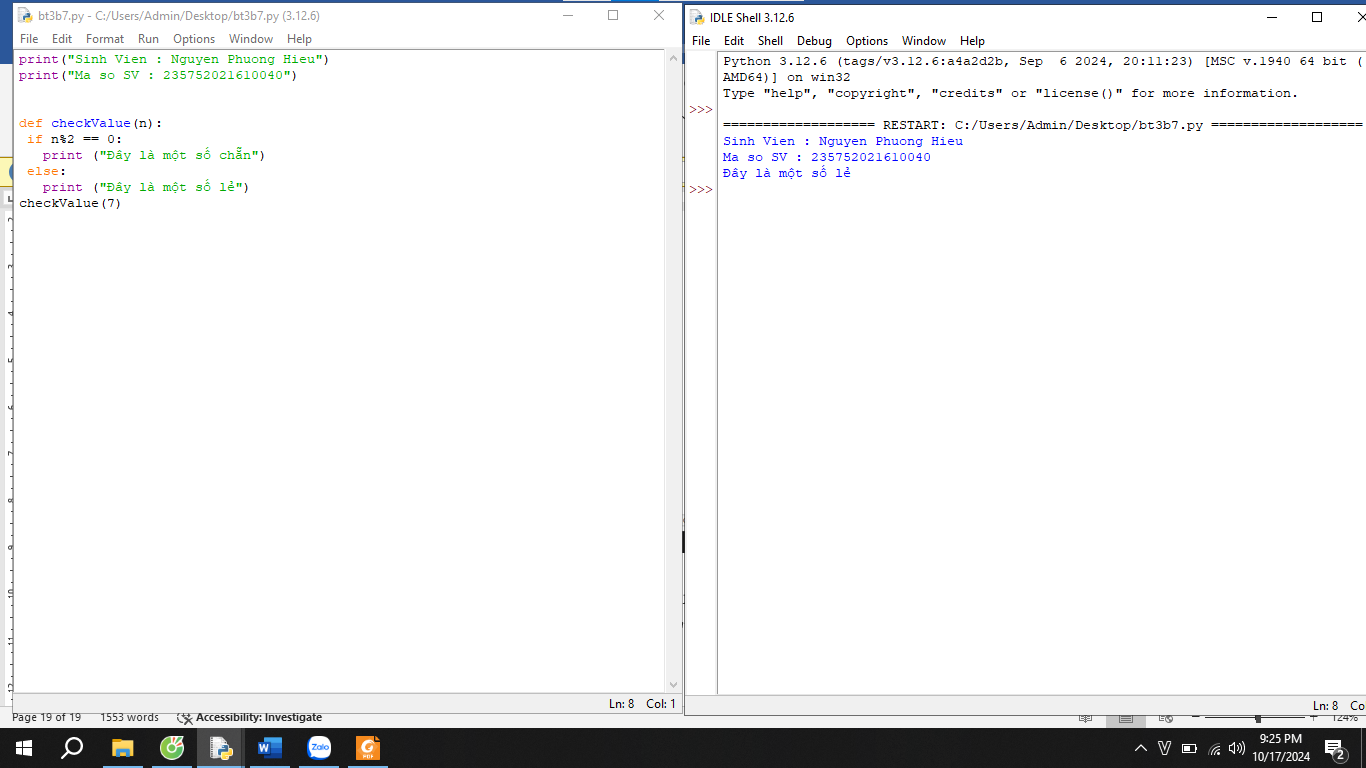 bt3b7.py - C:/Users/Admin/Desktop/bt3b7.py (3.12.6)
File Edit Format Run Options Window Help
print("Sinh Vien : Nguyen Phuong Hieu")
print("Ma so SV : 235752021610040")
def checkValue(n):
if n%2 == 0:
print ("Đây là một số chẵn")
else:
print ("Đây là một số lẻ")
checkValue(7)
Ln: 8 Col: 1
IDLE Shell 3.12.6
File Edit Shell Debug Options Window Help
Python 3.12.6 (tags/v3.12.6:a4a2d2b, Sep 6 2024, 20:11:23) [MSC v.1940 64 bit (
AMD64)] on win32
Type "help", "copyright", "credits" or "license()" for more information.
>>>
=================== RESTART: C:/Users/Admin/Desktop/bt3b7.py ===================
Sinh Vien : Nguyen Phuong Hieu
Ma so SV : 235752021610040
Đây là một số lẻ
>>>
Ln: 8 Co
Page 19 of 19 1553 words Accessibility: Investigate
124%
Zalo
PDF
9:25 PM
10/17/2024
2